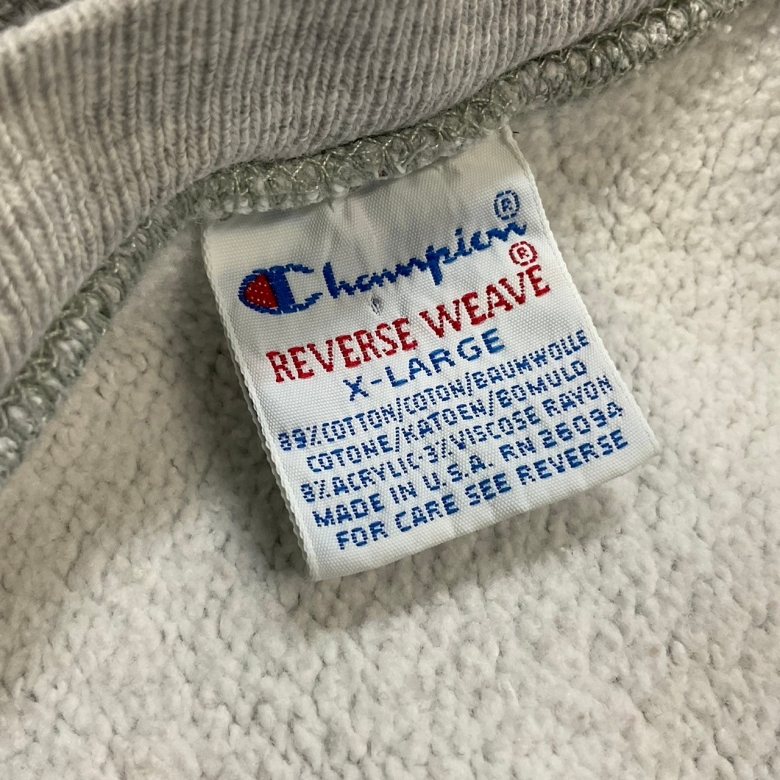 Champion®
REVERSE WEAVE®
X-LARGE
89% COTTON/COTON/BAUMWOLLE
COTONE/KATOEN/BOMULD
8% ACRYLIC·3% VISCOSE RAYON
MADE IN U.S.A. RN 26094
FOR CARE SEE REVERSE